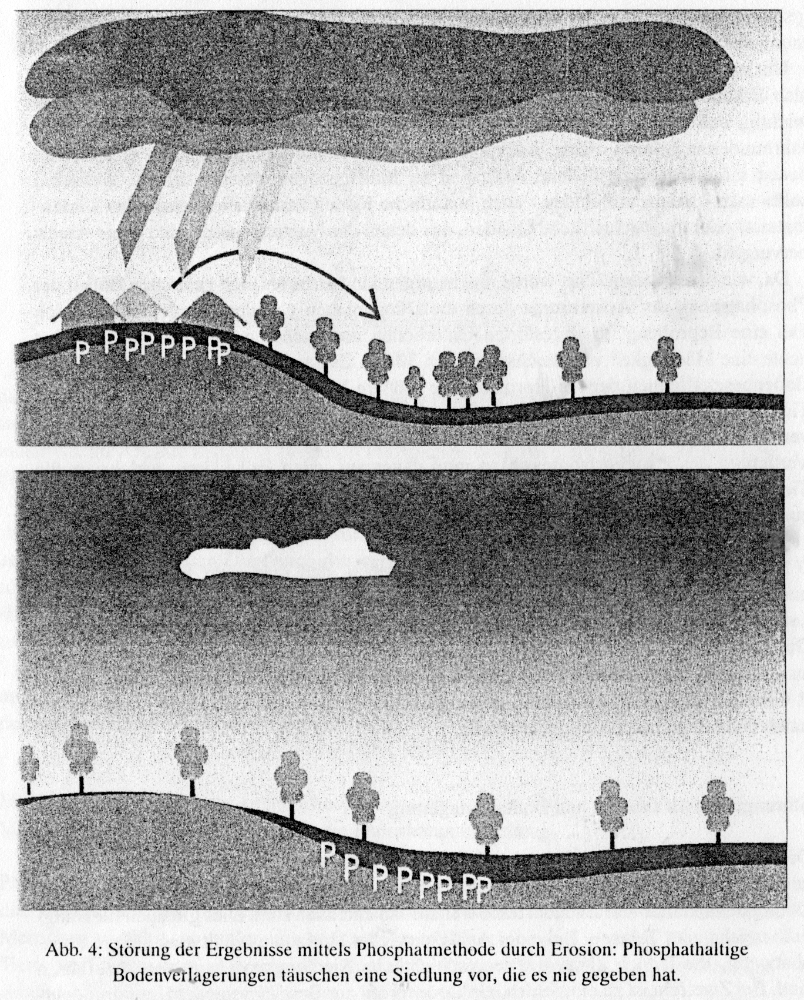 P P P P P P P P
P P P P P P P P
Abb. 4: Störung der Ergebnisse mittels Phosphatmethode durch Erosion: Phosphathaltige
Bodenverlagerungen täuschen eine Siedlung vor, die es nie gegeben hat.